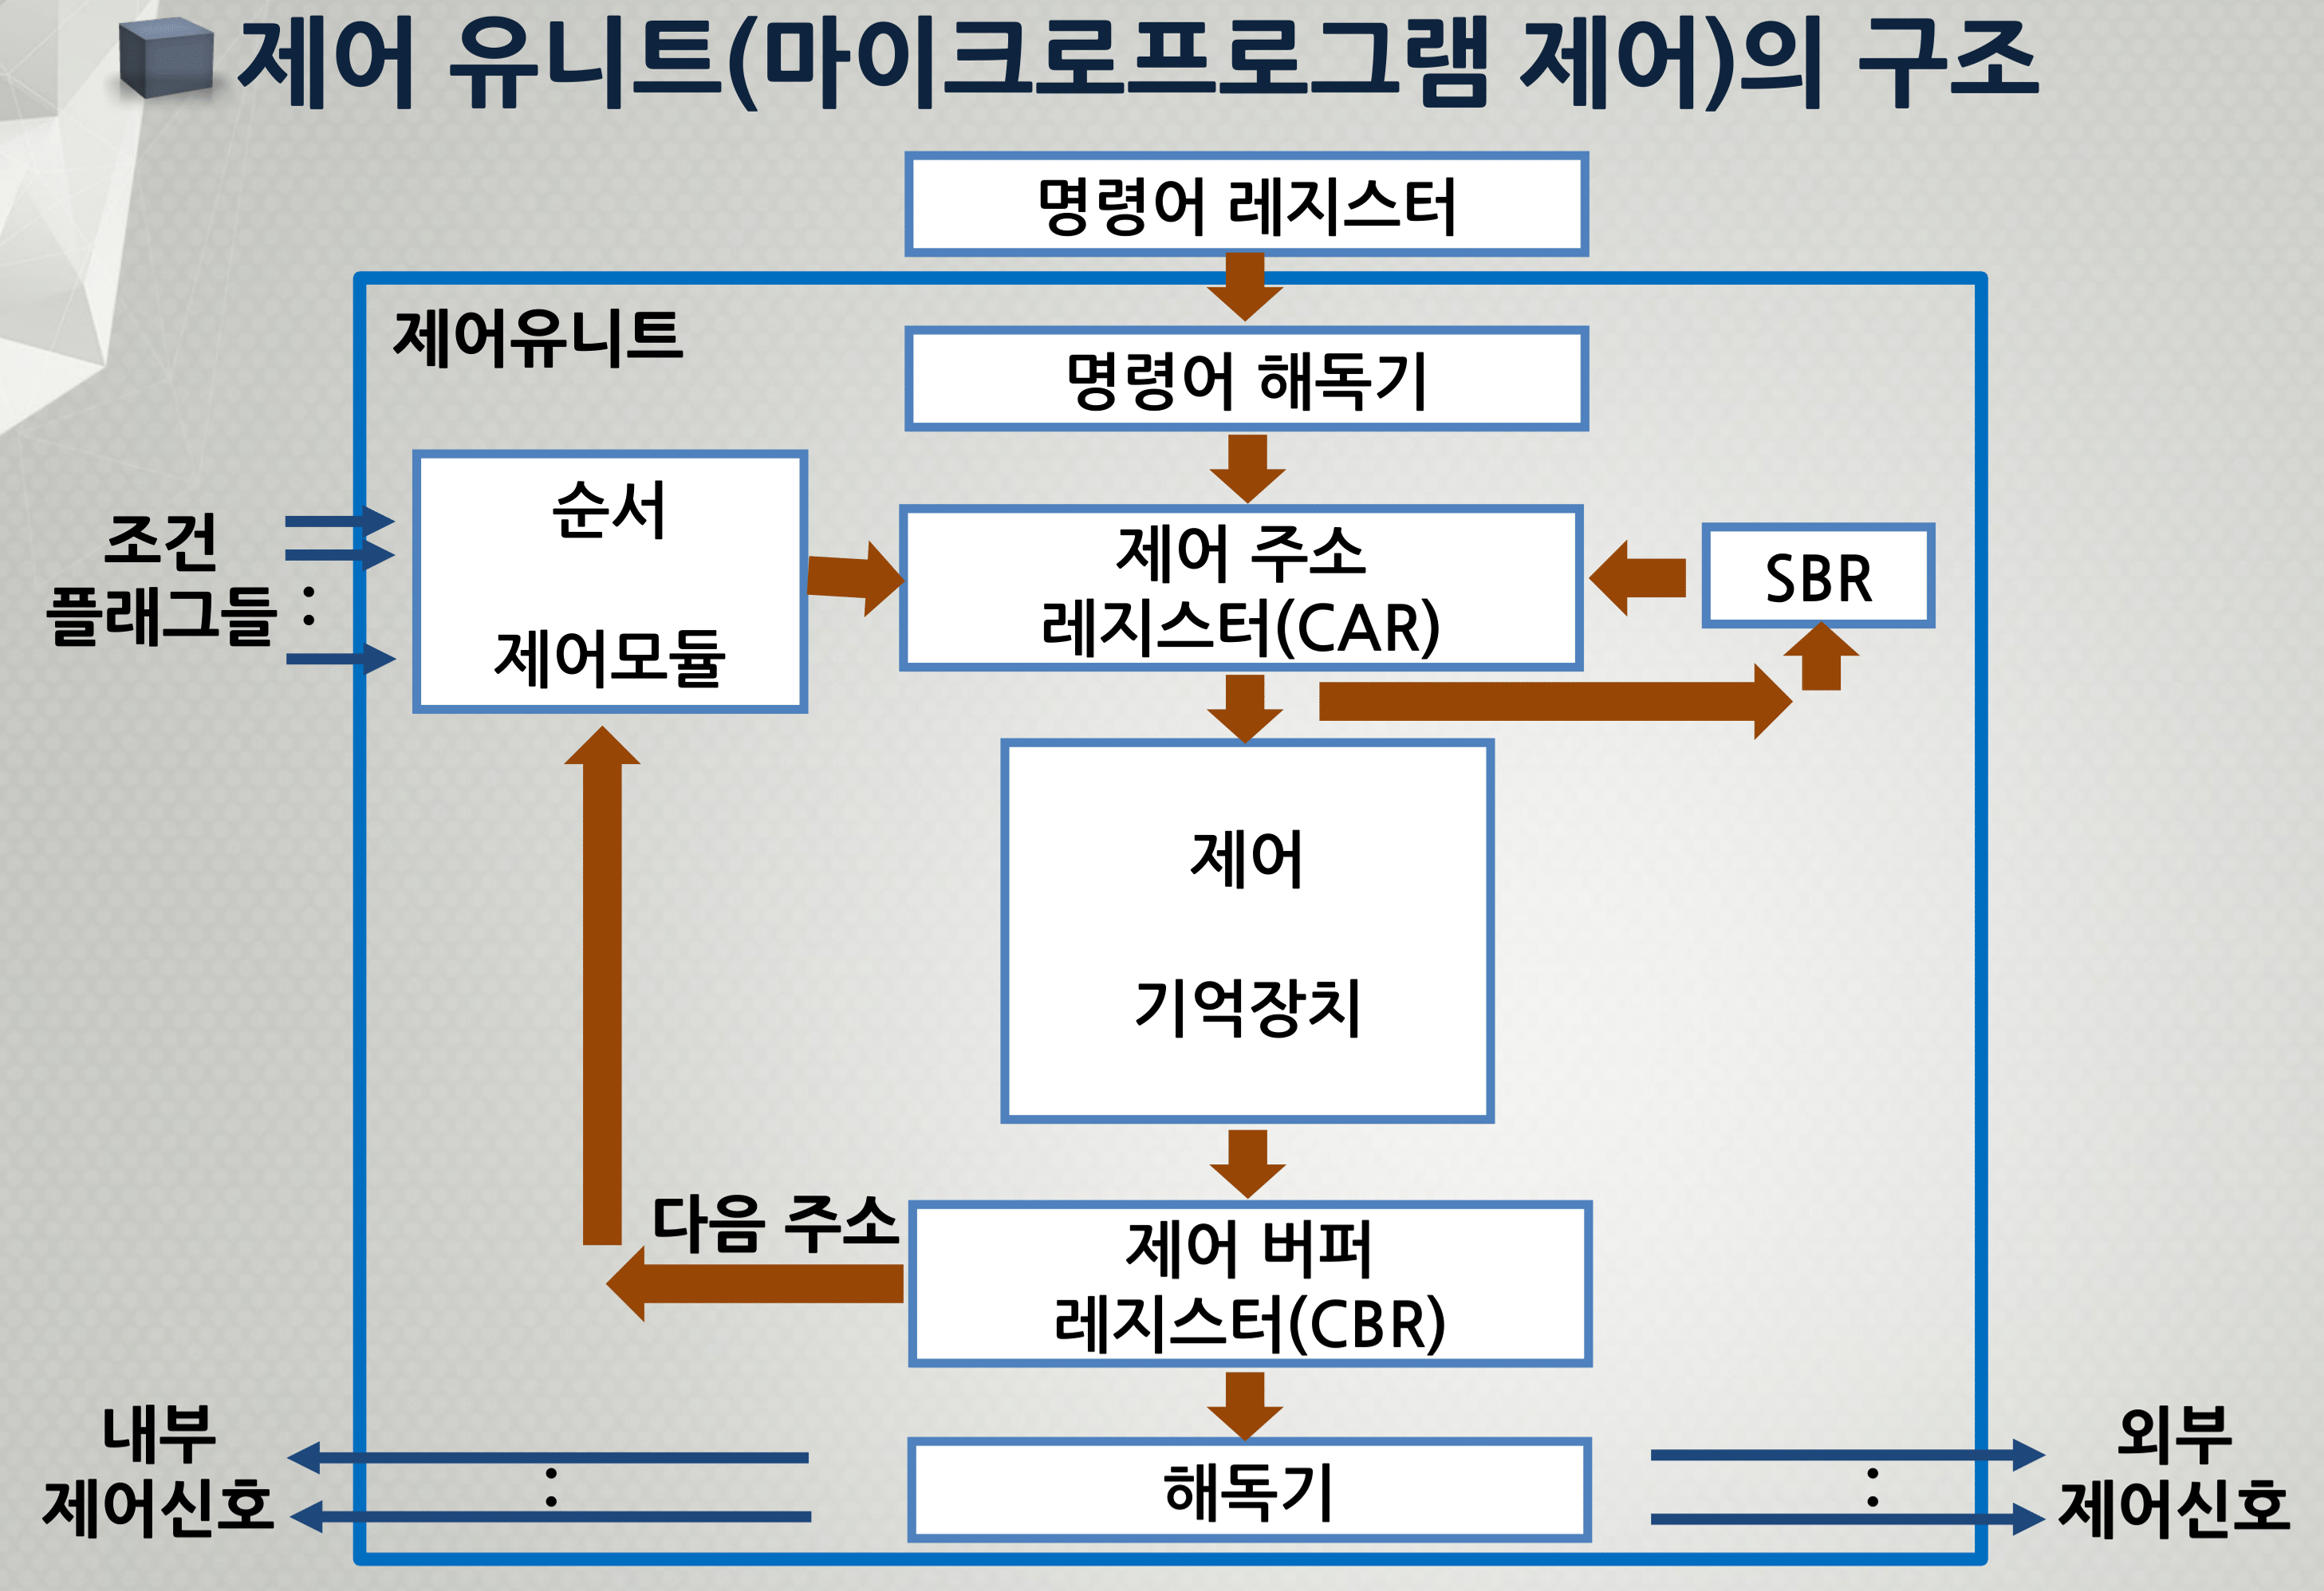 제어 유니트(마이크로프로그램 제어)의 구조
명령어 레지스터
제어유니트
명령어 해독기
순서
제어모듈
조건
플래그들 :
제어 주소
레지스터(CAR)
SBR
제어
기억장치
다음 주소
제어 버퍼
레지스터(CBR)
내부
제어신호
:
해독기
:
외부
제어신호